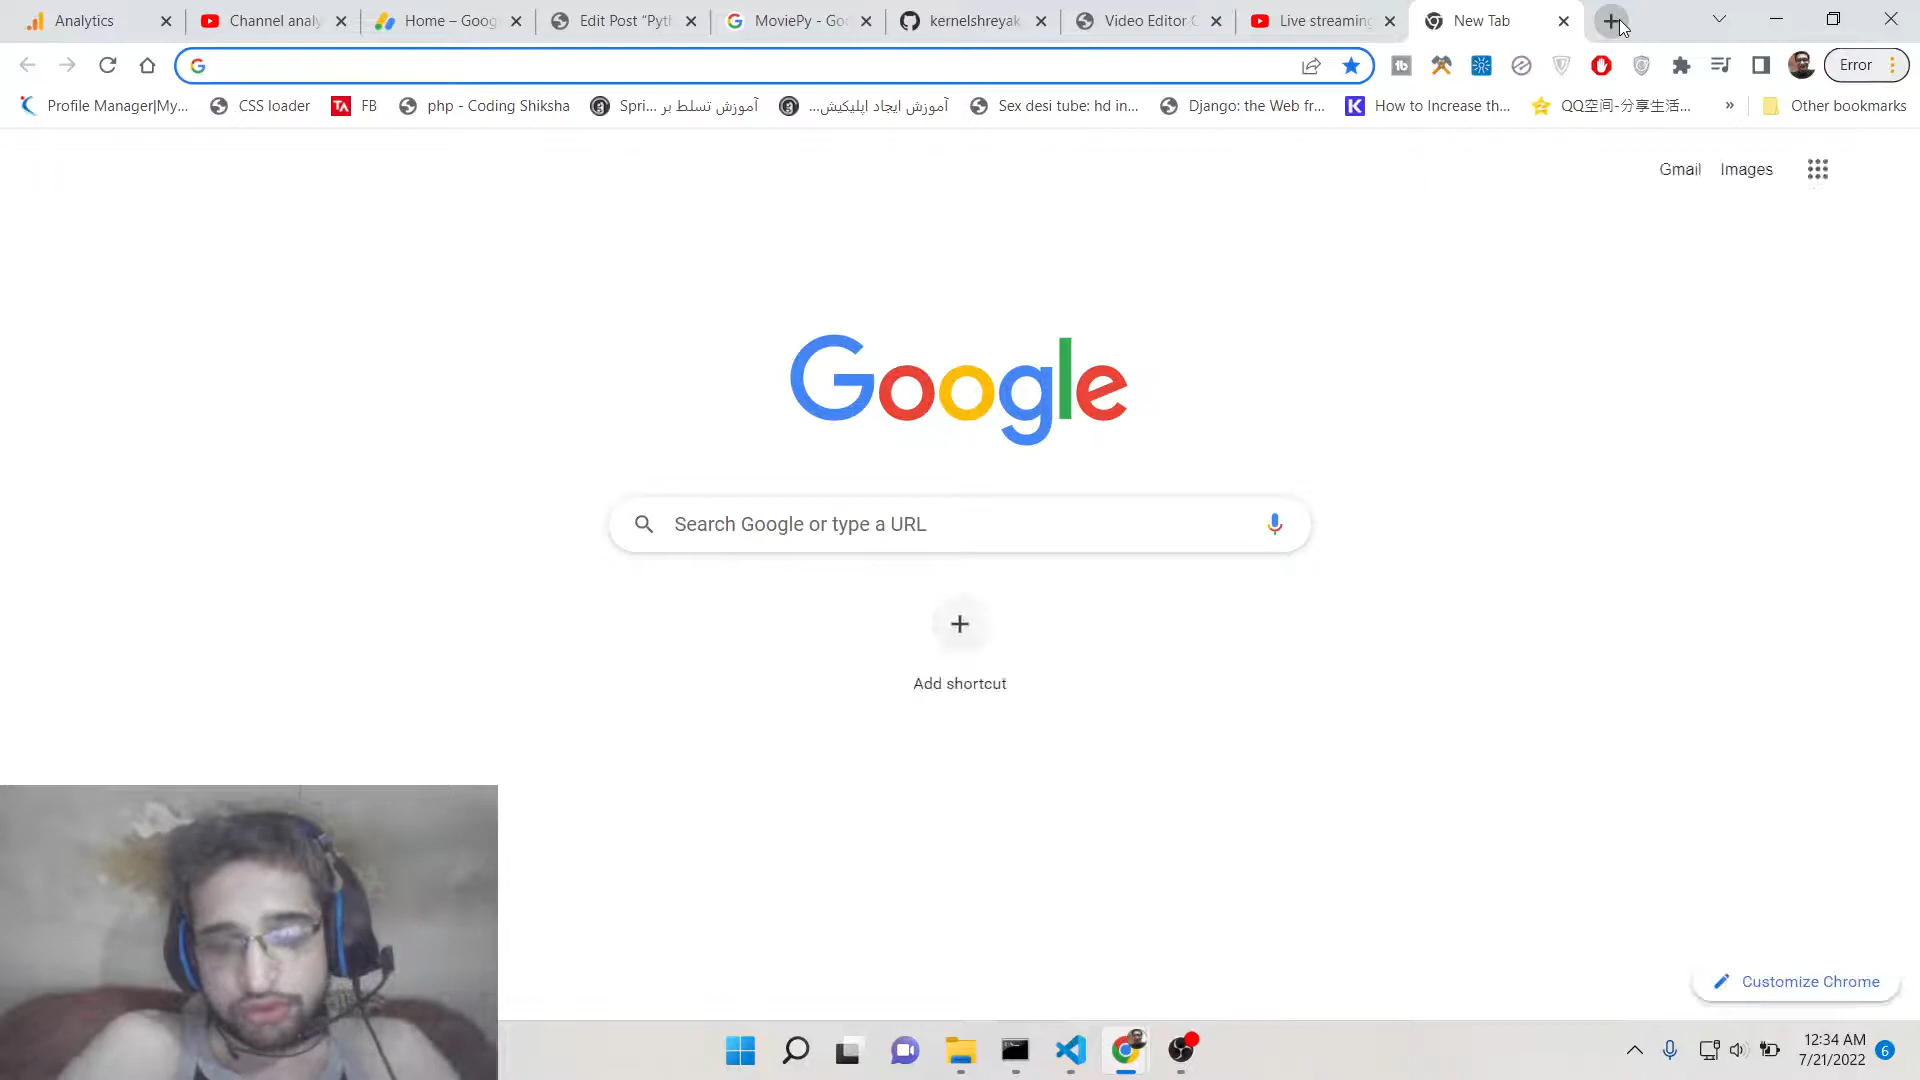 Analytics
Channel analy
Home – Goog
Edit Post “Pyth
MoviePy - Goo
kernelshreyak
Video Editor C
Live streaming
New Tab
Error
Profile Manager|My...
CSS loader
FB
php - Coding Shiksha
آموزش تسلط بر Spri...
آموزش ایجاد اپلیکیش...
Sex desi tube: hd in...
Django: the Web fr...
How to Increase th...
QQ空间-分享生活...
»
Other bookmarks
Gmail
Images
Google
Search Google or type a URL
Add shortcut
Customize Chrome
12:34 AM
7/21/2022
6